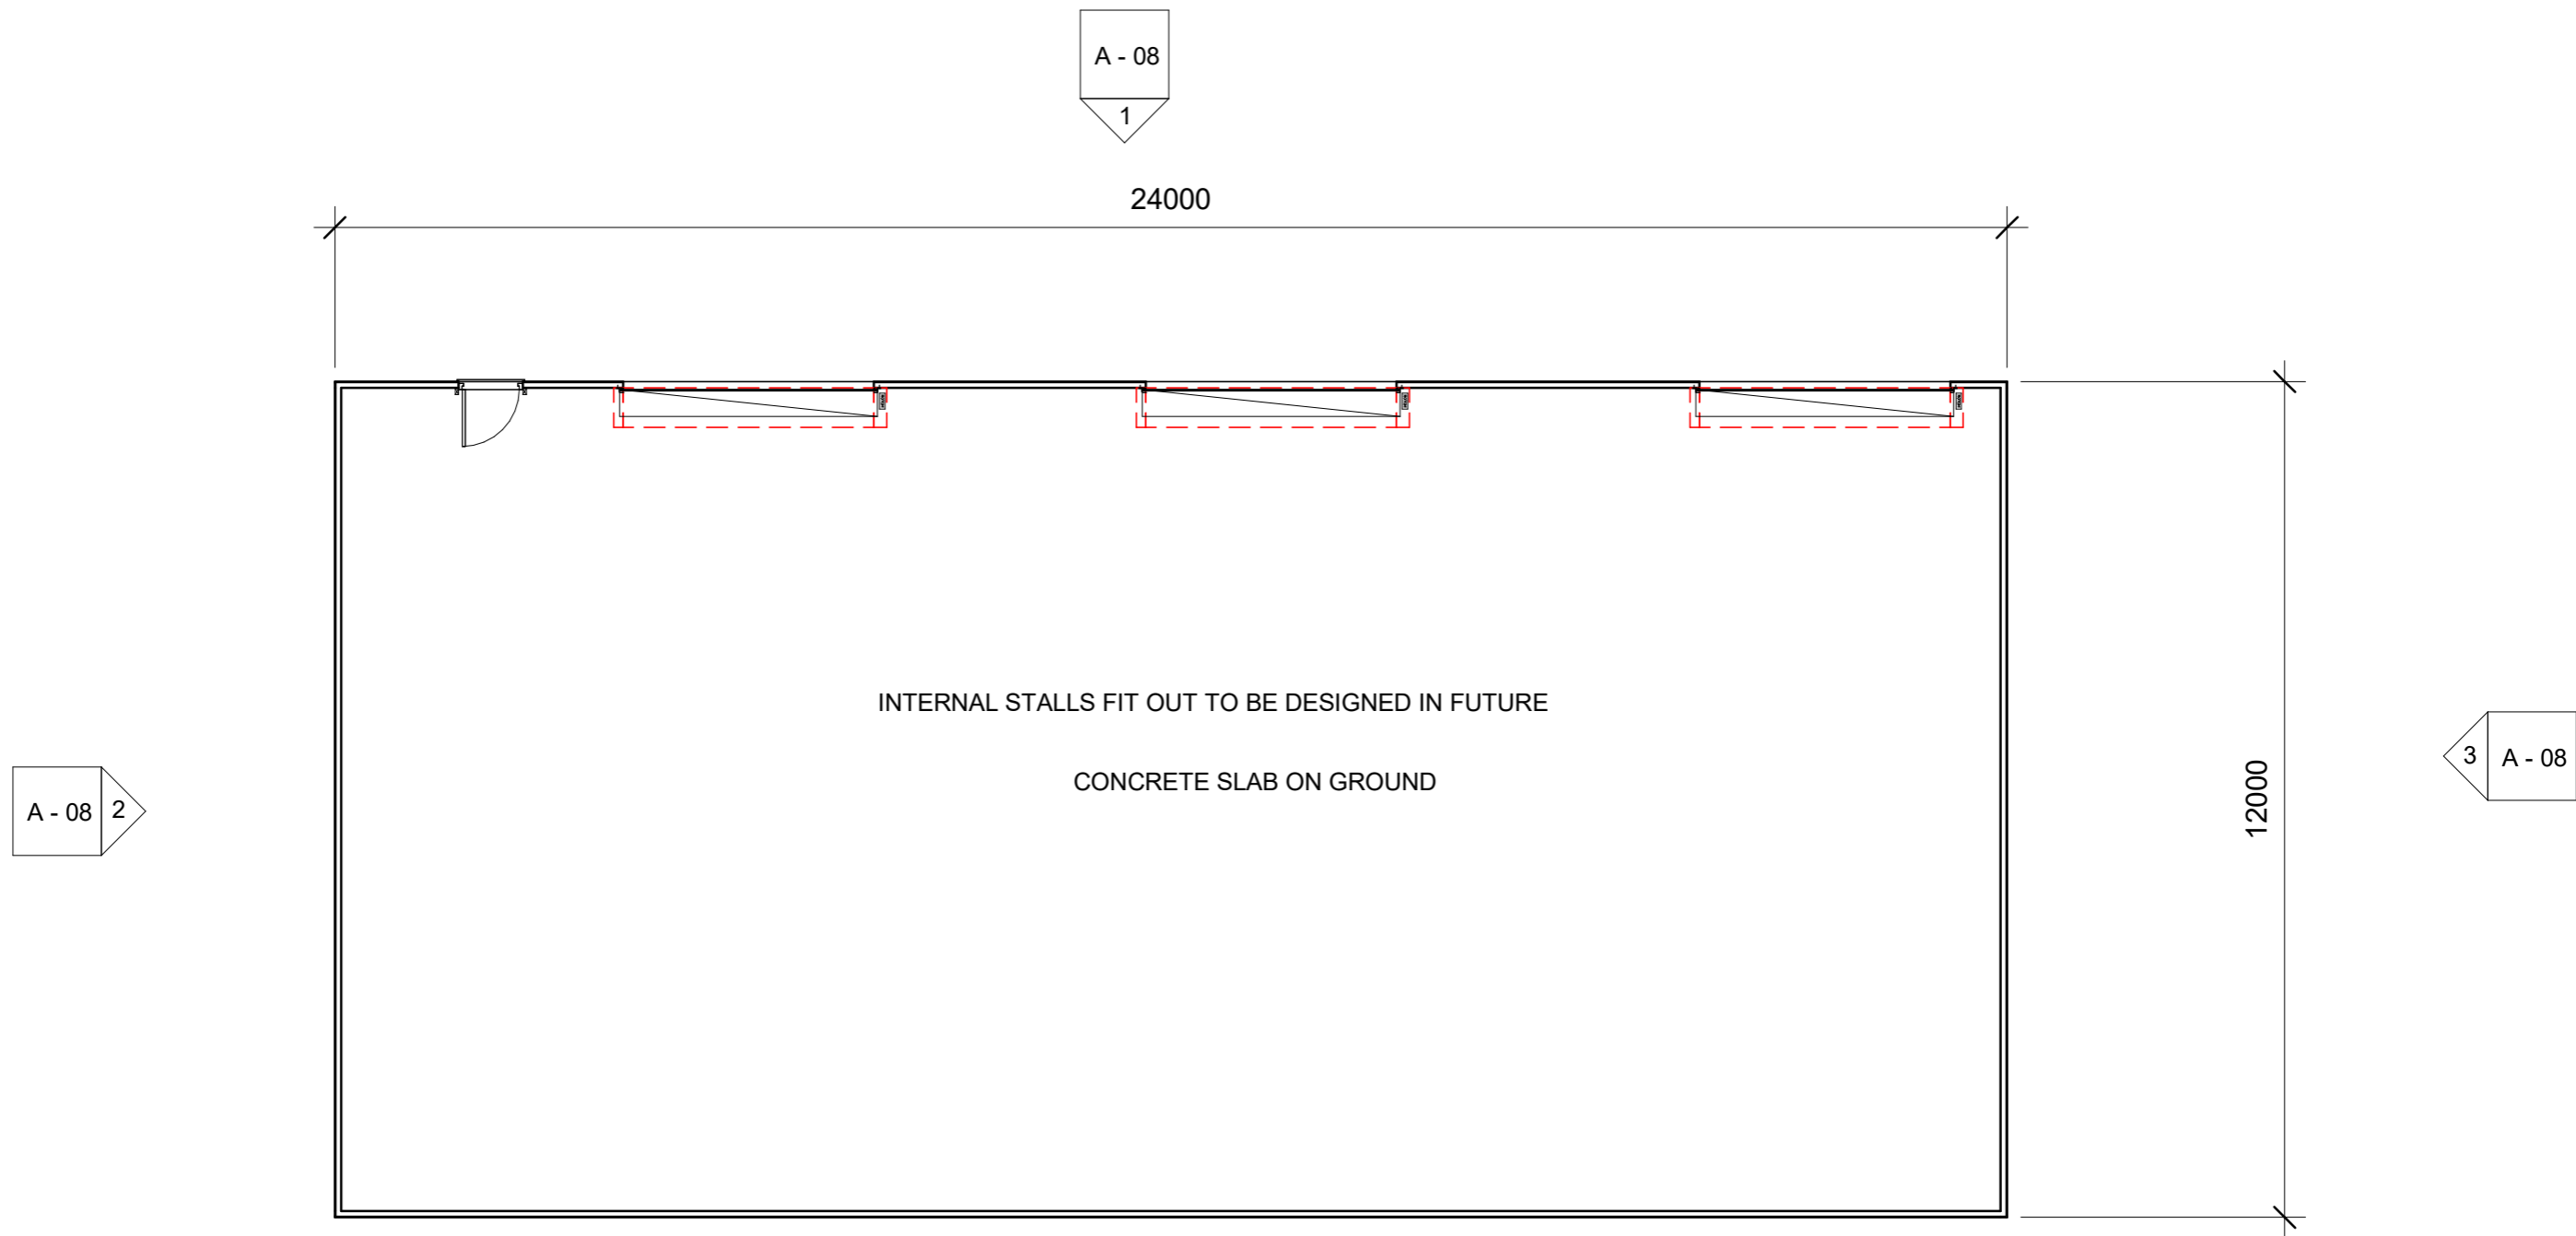 A - 08
1
24000
INTERNAL STALLS FIT OUT TO BE DESIGNED IN FUTURE
CONCRETE SLAB ON GROUND
A - 08 2
3 A - 08
12000